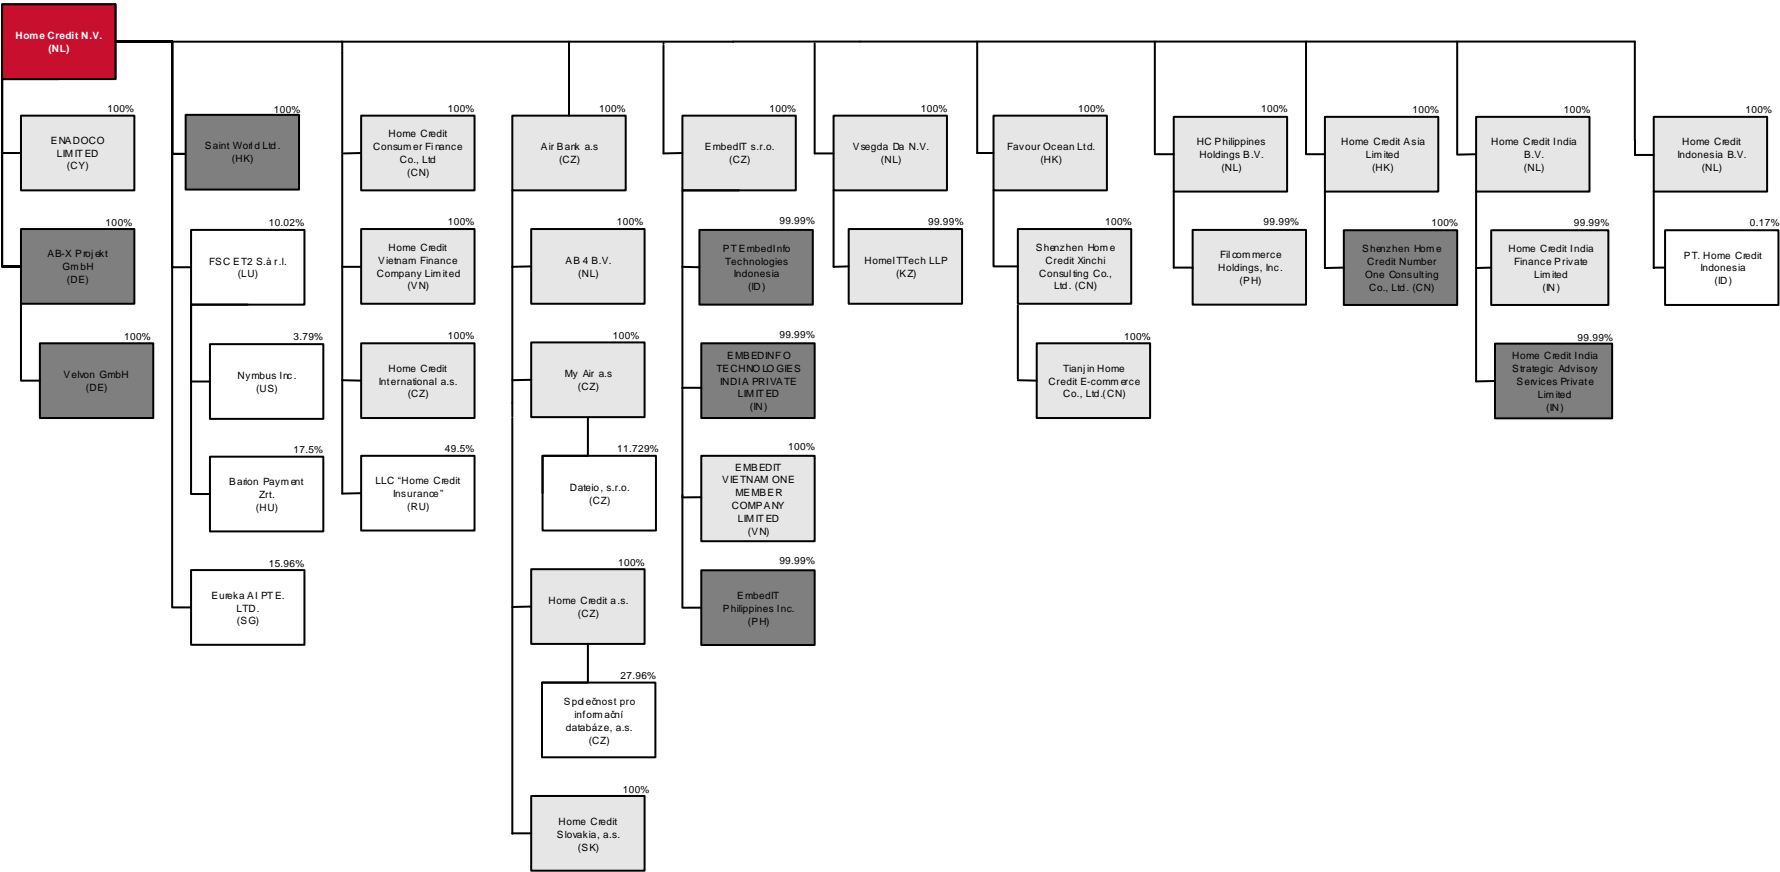 Home Credit N.V.
(NL)
100%
ENADOCO
LIMITED
(CY)
100%
AB-X Projekt
GmbH
(DE)
100%
Velvon GmbH
(DE)
100%
Saint World Ltd.
(HK)
10.02%
FSC ET2 S.à r.l.
(LU)
3.79%
Nymbus Inc.
(US)
17.5%
Barion Payment
Zrt.
(HU)
15.96%
Eureka AI PTE.
LTD.
(SG)
100%
Home Credit
Consumer Finance
Co., Ltd
(CN)
100%
Home Credit
Vietnam Finance
Company Limited
(VN)
100%
Home Credit
International a.s.
(CZ)
49.5%
LLC "Home Credit
Insurance"
(RU)
100%
Air Bank a.s
(CZ)
100%
AB 4 B.V.
(NL)
100%
My Air a.s
(CZ)
11.729%
Dateio, s.r.o.
(CZ)
100%
Home Credit a.s.
(CZ)
27.96%
Společnost pro
informační
databáze, a.s.
(CZ)
100%
Home Credit
Slovakia, a.s.
(SK)
100%
EmbedIT s.r.o.
(CZ)
99.99%
PT EmbedInfo
Technologies
Indonesia
(ID)
99.99%
EMBEDINFO
TECHNOLOGIES
INDIA PRIVATE
LIMITED
(IN)
100%
EMBEDIT
VIETNAM ONE
MEMBER
COMPANY
LIMITED
(VN)
99.99%
EmbedIT
Philippines Inc.
(PH)
100%
Vsegda Da N.V.
(NL)
99.99%
HomeITTech LLP
(KZ)
100%
Favour Ocean Ltd.
(HK)
100%
Shenzhen Home
Credit Xinchi
Consulting Co.,
Ltd. (CN)
100%
Tianjin Home
Credit E-commerce
Co., Ltd.(CN)
100%
HC Philippines
Holdings B.V.
(NL)
99.99%
Filcommerce
Holdings, Inc.
(PH)
100%
Home Credit Asia
Limited
(HK)
100%
Shenzhen Home
Credit Number
One Consulting
Co., Ltd. (CN)
100%
Home Credit India
B.V.
(NL)
99.99%
Home Credit India
Finance Private
Limited
(IN)
99.99%
Home Credit India
Strategic Advisory
Services Private
Limited
(IN)
100%
Home Credit
Indonesia B.V.
(NL)
0.17%
PT. Home Credit
Indonesia
(ID)